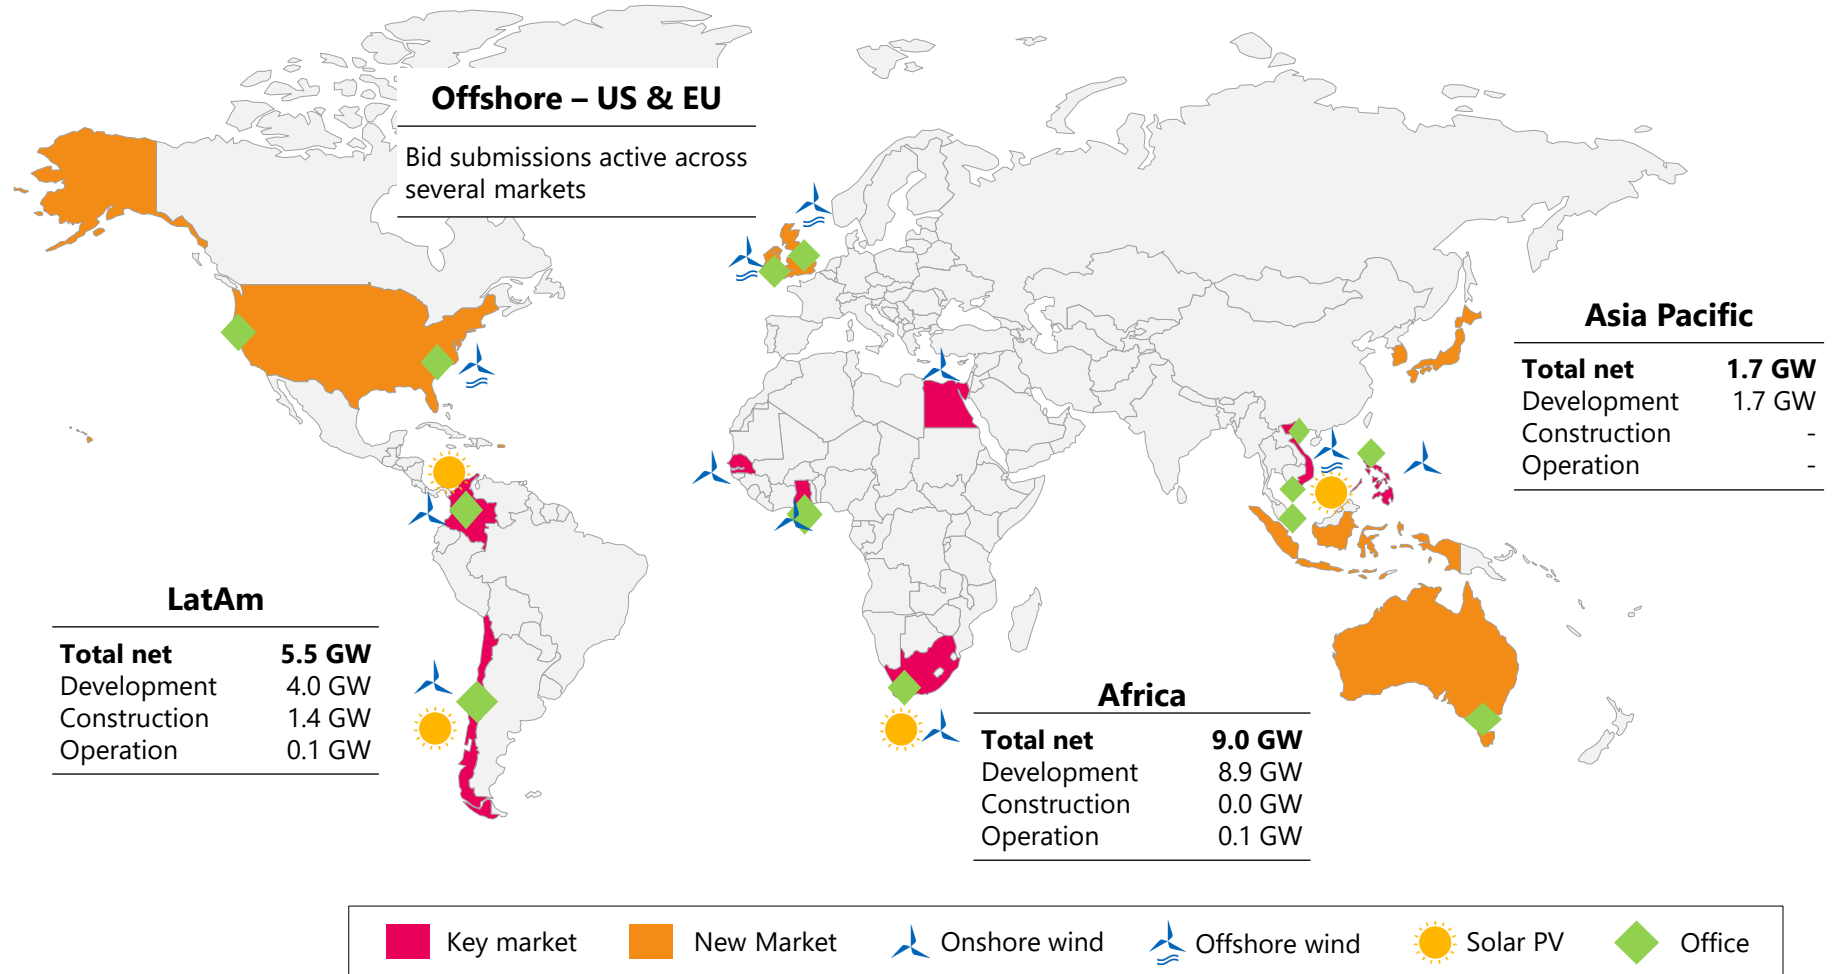 Offshore – US & EU
Bid submissions active across
several markets
Asia Pacific
Total net 1.7 GW
Development 1.7 GW
Construction -
Operation -
LatAm
Total net 5.5 GW
Development 4.0 GW
Construction 1.4 GW
Operation 0.1 GW
Africa
Total net 9.0 GW
Development 8.9 GW
Construction 0.0 GW
Operation 0.1 GW
Key market New Market Onshore wind Offshore wind Solar PV Office